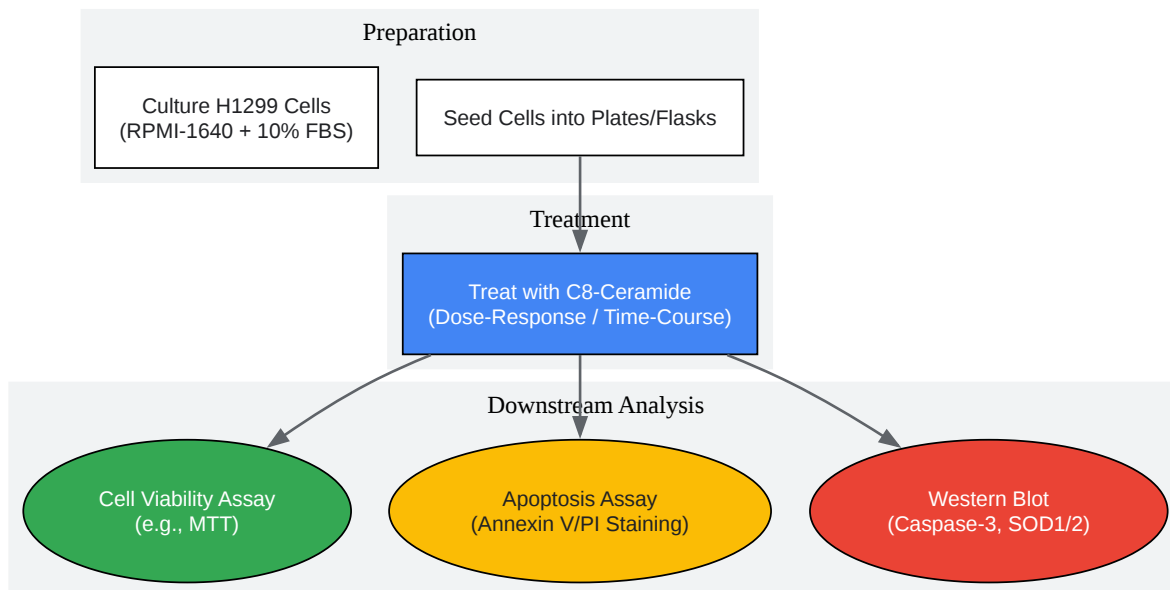 Preparation
Culture H1299 Cells
(RPMI-1640 + 10% FBS)
Seed Cells into Plates/Flasks
Treatment
Treat with C8-Ceramide
(Dose-Response / Time-Course)
Downstream Analysis
Cell Viability Assay
(e.g., MTT)
Apoptosis Assay
(Annexin V/PI Staining)
Western Blot
(Caspase-3, SOD1/2)